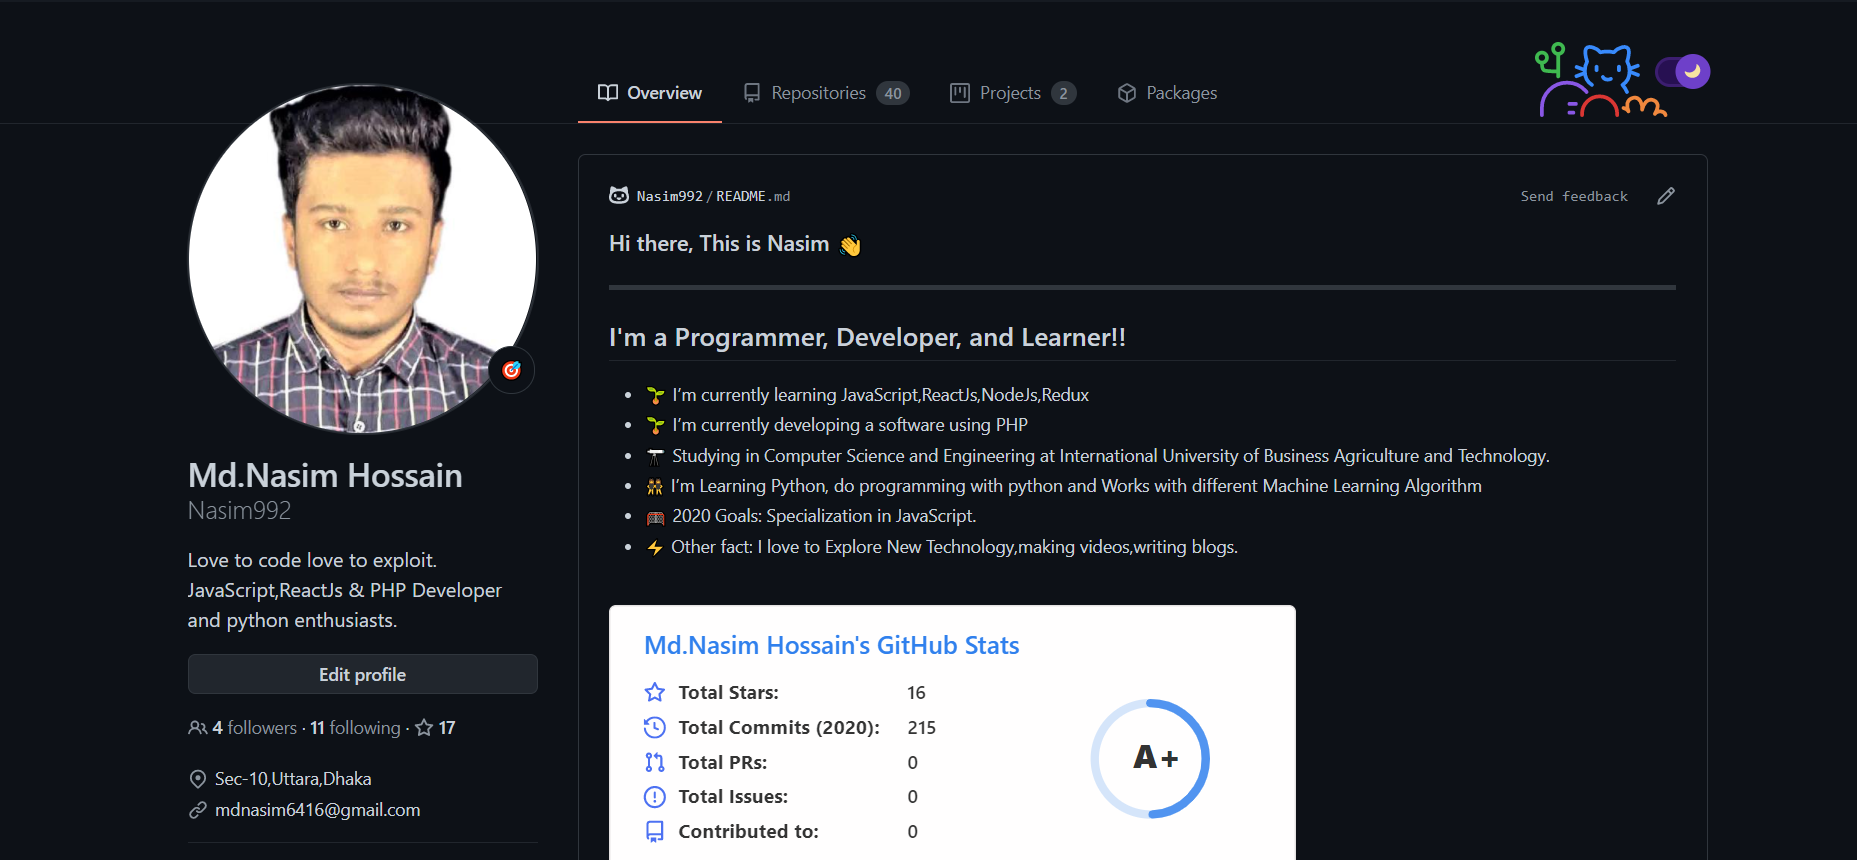 Overview
Repositories 40
Projects 2
Packages
Md.Nasim Hossain
Nasim992
Love to code love to exploit.
JavaScript,ReactJs & PHP Developer
and python enthusiasts.
Edit profile
4 followers · 11 following · 17
Sec-10,Uttara,Dhaka
mdnasim6416@gmail.com
Nasim992/README.md
Send feedback
Hi there, This is Nasim 👋
I'm a Programmer, Developer, and Learner!!
🌱 I’m currently learning JavaScript,ReactJs,NodeJs,Redux
🌱 I’m currently developing a software using PHP
🔭 Studying in Computer Science and Engineering at International University of Business Agriculture and Technology.
👯 I’m Learning Python, do programming with python and Works with different Machine Learning Algorithm
🥅 2020 Goals: Specialization in JavaScript.
⚡ Other fact: I love to Explore New Technology,making videos,writing blogs.
Md.Nasim Hossain's GitHub Stats
Total Stars: 16
Total Commits (2020): 215
Total PRs: 0
Total Issues: 0
Contributed to: 0
A+